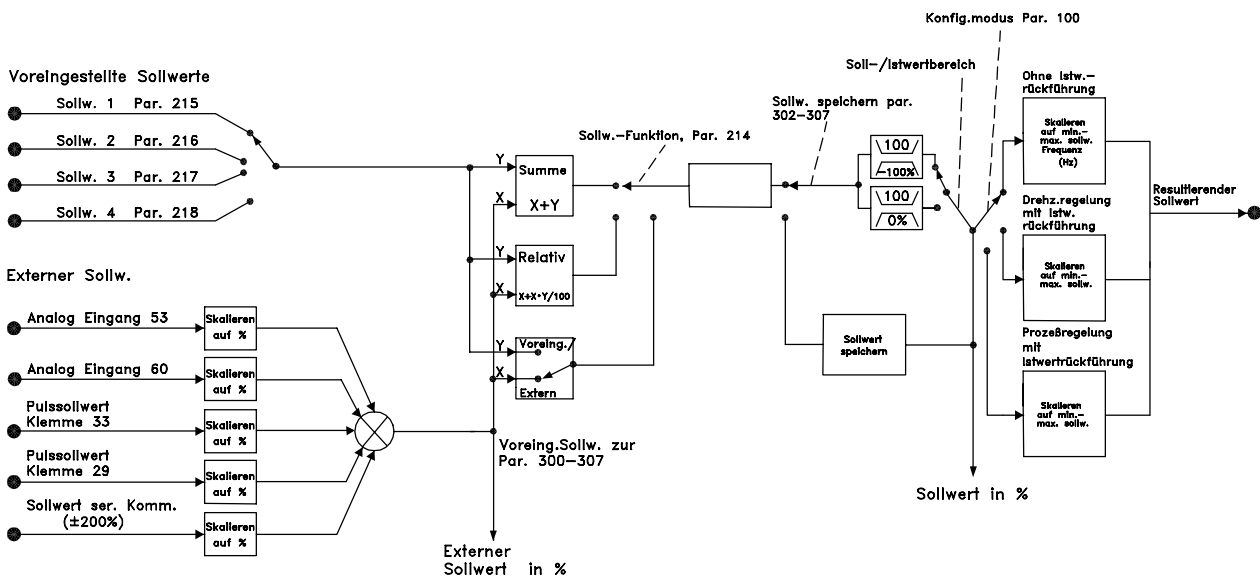 Konfig.modus Par. 100
Soll-/Istwertbereich
Voreingestellte Sollwerte
Sollw. 1 Par. 215
Sollw. 2 Par. 216
Sollw. 3 Par. 217
Sollw. 4 Par. 218
Sollw. speichern par.
302-307
Sollw.-Funktion, Par. 214
Y
Summe
X
X+Y
Y
Relativ
X
X+X·Y/100
Y
Voreing./
X
Extern
100
-100%
100
0%
Ohne Istw.-
rückführung
Skalieren
auf min.-
max. sollw.
Frequenz
(Hz)
Drehz.regelung
mit Istw.
rückführung
Skalieren
auf min.-
max. sollw.
Prozeßregelung
mit
Istwertrückführung
Skalieren
auf min.-
max. sollw.
Resultierender
Sollwert
Sollwert
speichern
Sollwert in %
Externer Sollw.
Analog Eingang 53
Skalieren
auf %
Analog Eingang 60
Skalieren
auf %
Pulssollwert
Klemme 33
Skalieren
auf %
Pulssollwert
Klemme 29
Skalieren
auf %
Sollwert ser. Komm.
(±200%)
Skalieren
auf %
Voreing.Sollw. zur
Par. 300-307
Externer
Sollwert in %